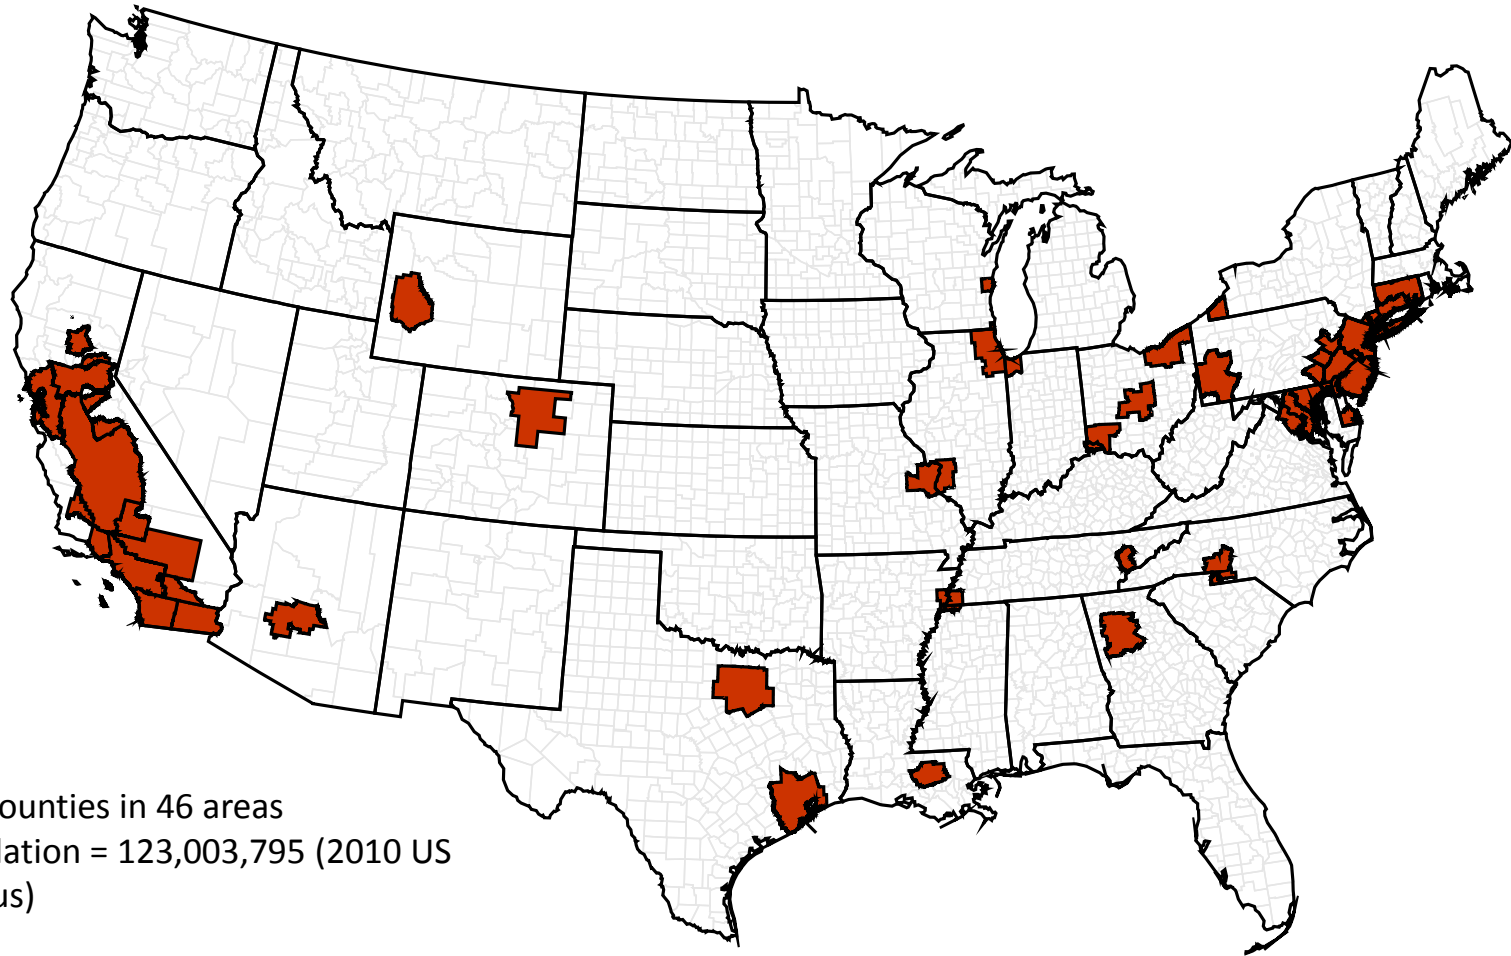 ounties in 46 areas
lation = 123,003,795 (2010 US
us)